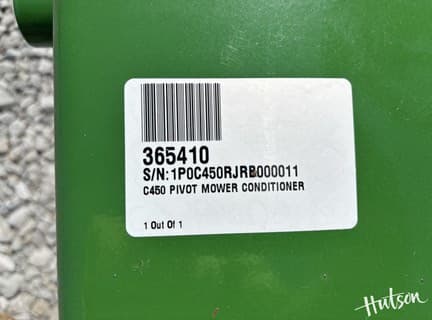 365410
S/N:1P0C450RJRB000011
C450 PIVOT MOWER CONDITIONER
1 Out Of 1
Hutson